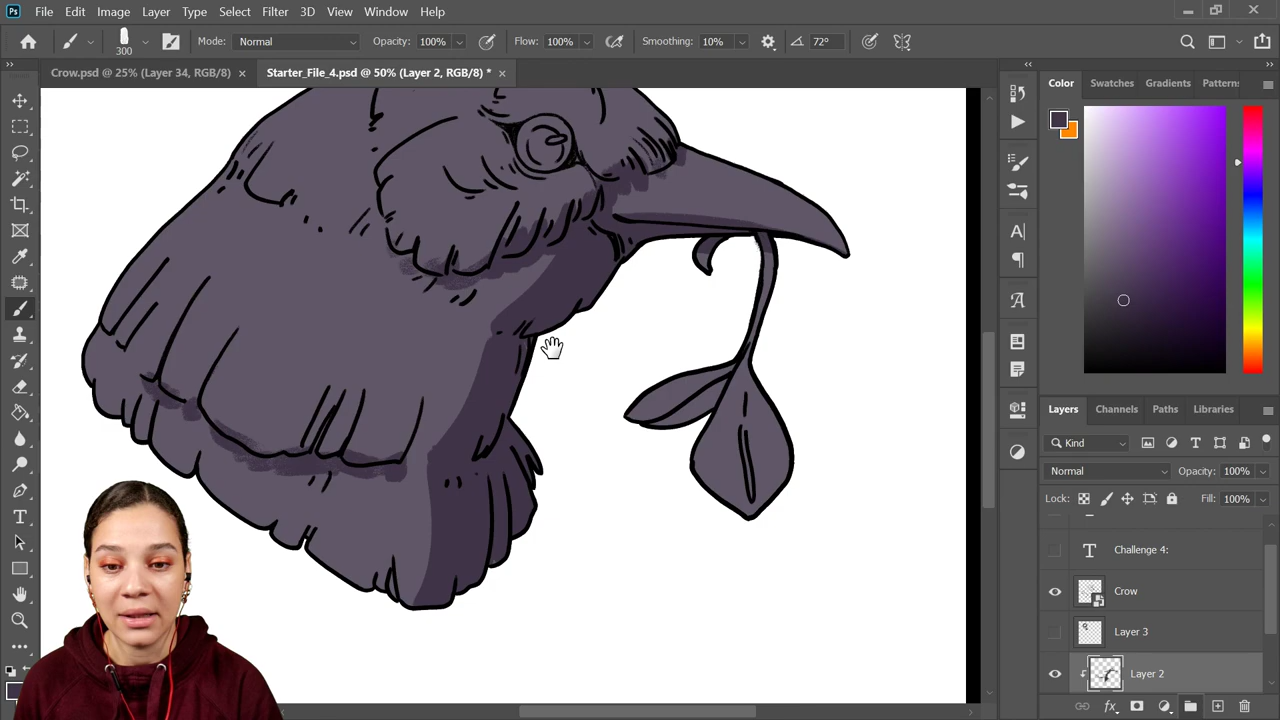 Ps File Edit Image Layer Type Select Filter 3D View Window Help
300 Mode: Normal Opacity: 100% Flow: 100% Smoothing: 10% 72°
Crow.psd @ 25% (Layer 34, RGB/8) × Starter_File_4.psd @ 50% (Layer 2, RGB/8) * ×
Color Swatches Gradients Patterns
Layers Channels Paths Libraries
Kind
Normal Opacity: 100%
Lock: Fill: 100%
Challenge 4:
Crow
Layer 3
Layer 2